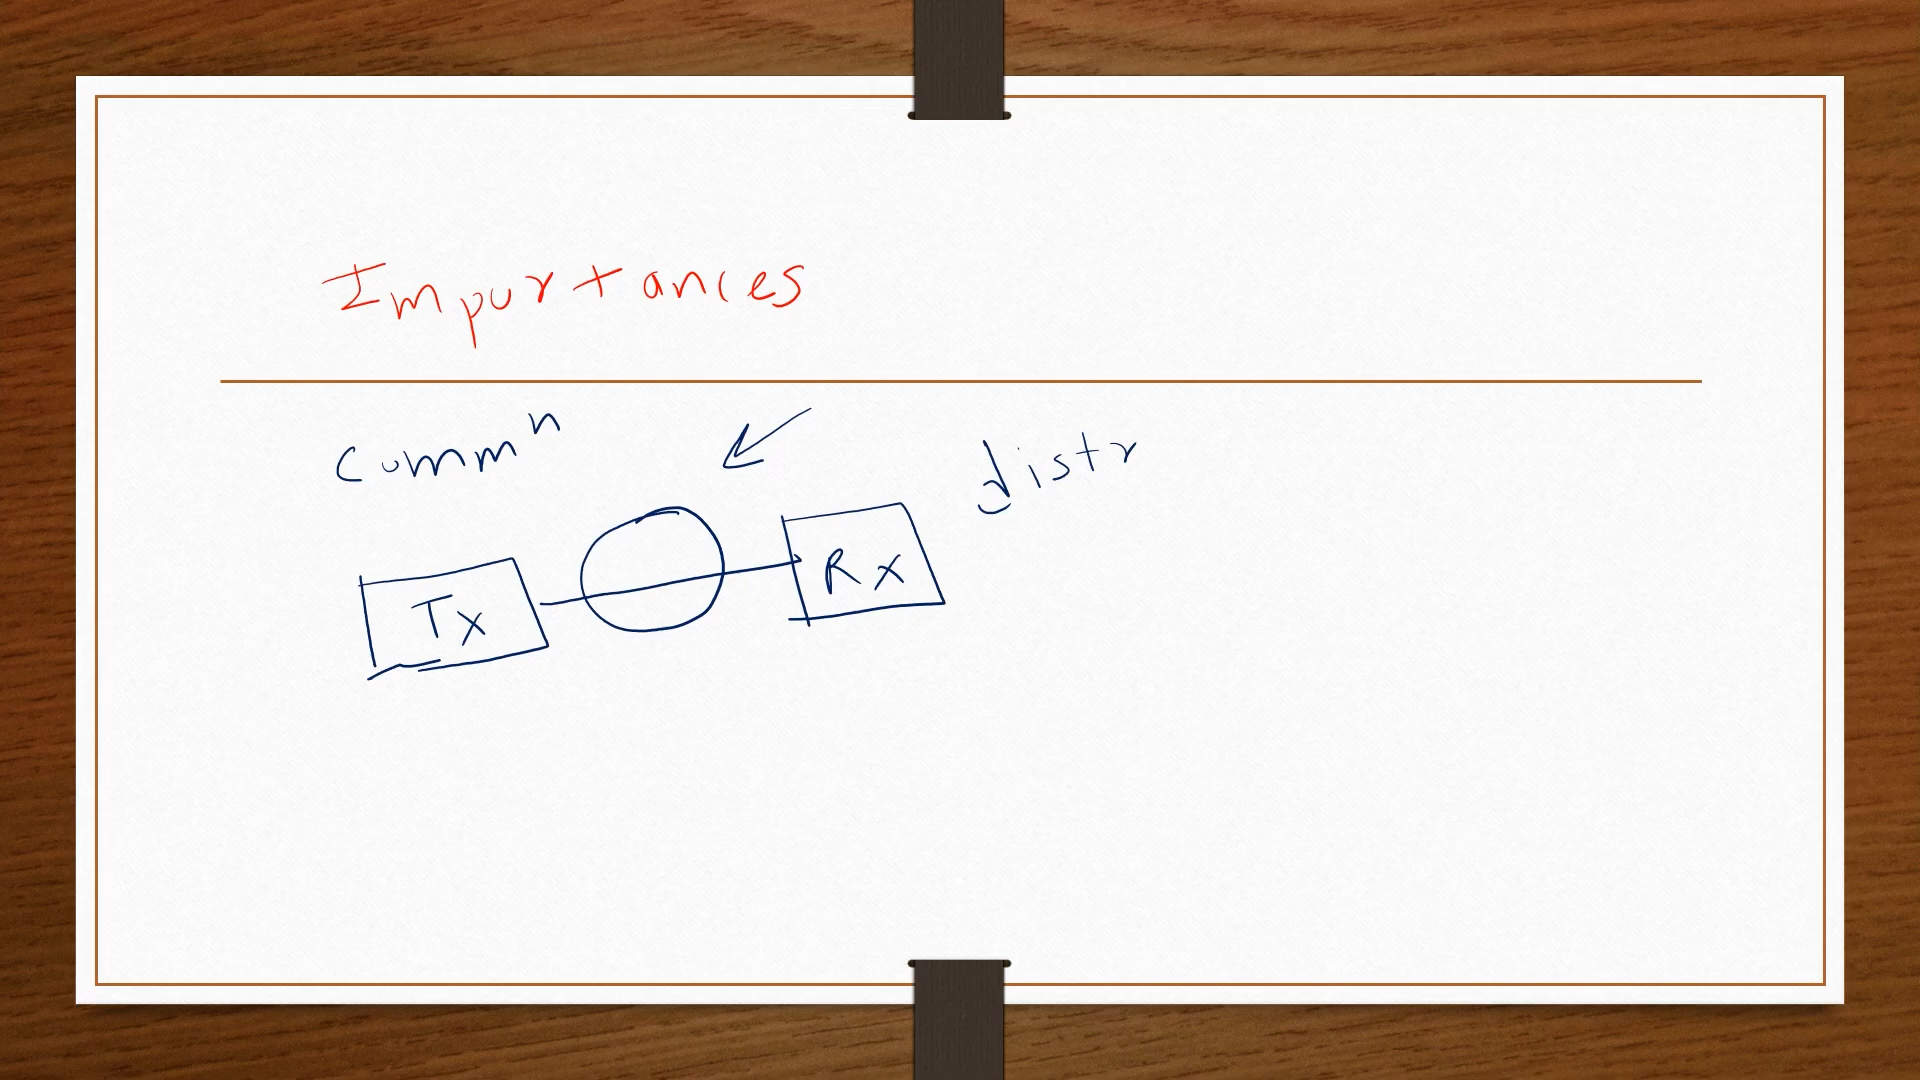 Importances
Commⁿ
distr
Tx
Rx